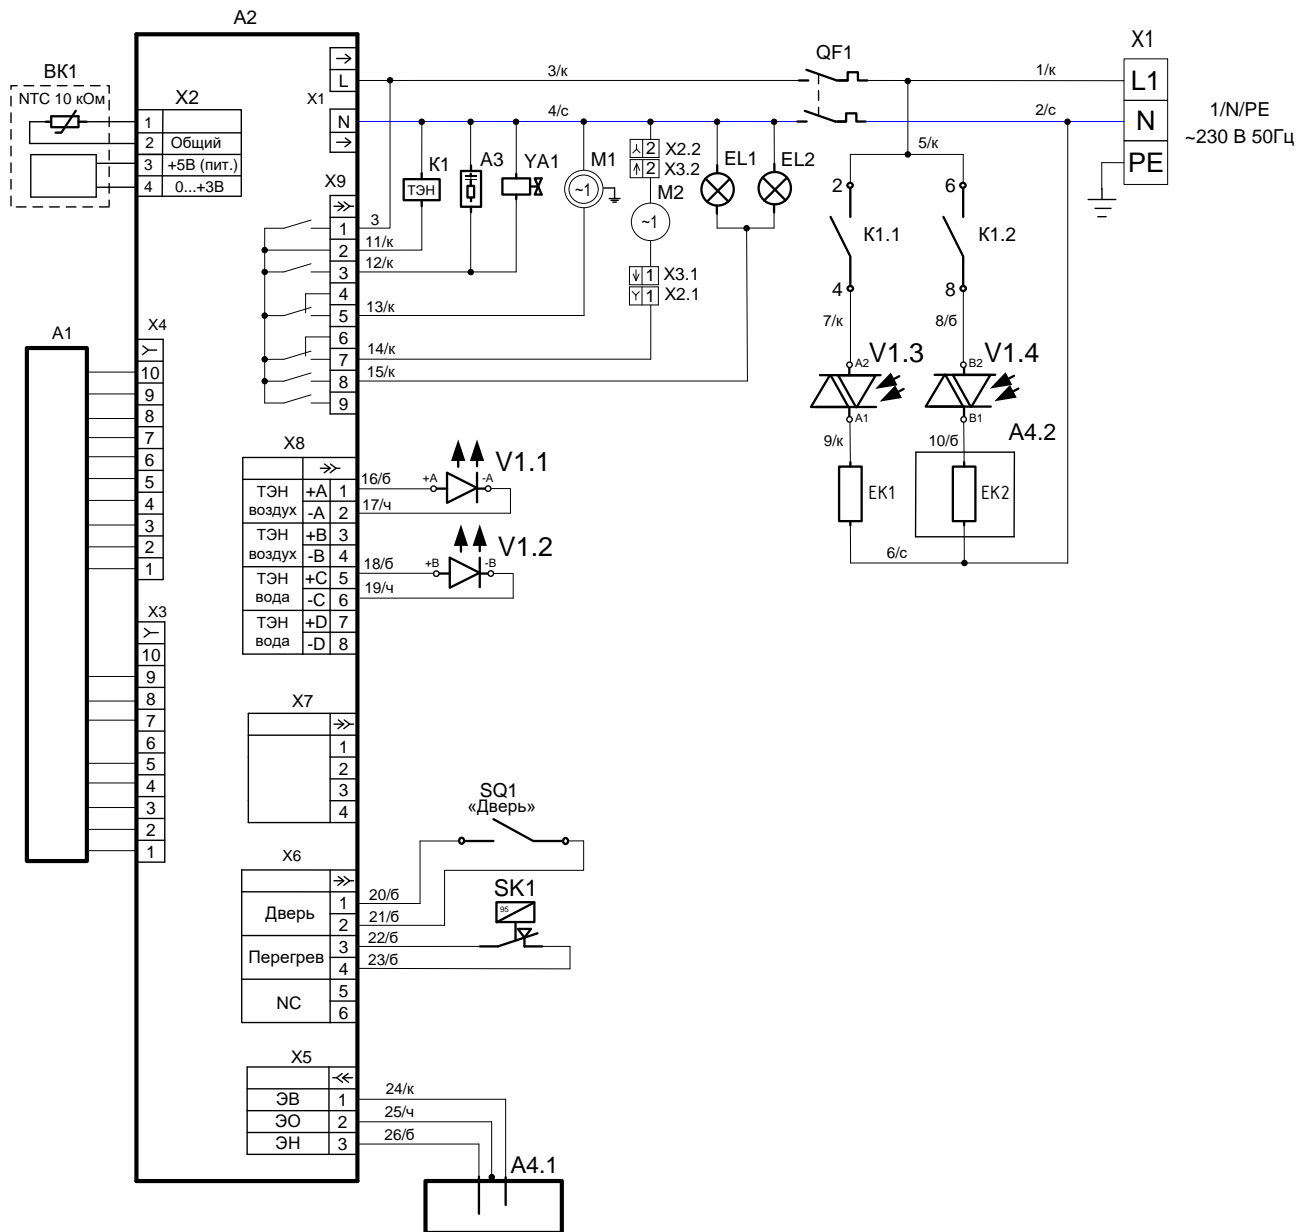 A2
BK1
NTC 10 кОм
X2
1
2 Общий
3 +5В (пит.)
4 0...+3В
X1
L
N
3/к
4/с
QF1
1/к
2/с
X1
L1
N
PE
1/N/PE
~230 В 50Гц
5/к
K1
ТЭН
A3
YA1
M1
~1
2 X2.2
2 X3.2
M2
~1
1 X3.1
1 X2.1
EL1
EL2
X9
1
2
3
4
5
6
7
8
9
3
11/к
12/к
13/к
14/к
15/к
2
K1.1
4
7/к
6
K1.2
8
8/б
A2
V1.3
A1
9/к
EK1
B2
V1.4
B1
10/б
A4.2
EK2
6/с
A1
X4
10
9
8
7
6
5
4
3
2
1
X3
10
9
8
7
6
5
4
3
2
1
X8
ТЭН воздух
+A 1
-A 2
ТЭН воздух
+B 3
-B 4
ТЭН вода
+C 5
-C 6
ТЭН вода
+D 7
-D 8
16/б
17/ч
+A
-A
V1.1
18/б
19/ч
+B
-B
V1.2
X7
1
2
3
4
X6
Дверь
1
2
Перегрев
3
4
NC
5
6
20/б
21/б
22/б
23/б
SQ1
«Дверь»
SK1
95
X5
ЭВ 1
ЭО 2
ЭН 3
24/к
25/ч
26/б
A4.1